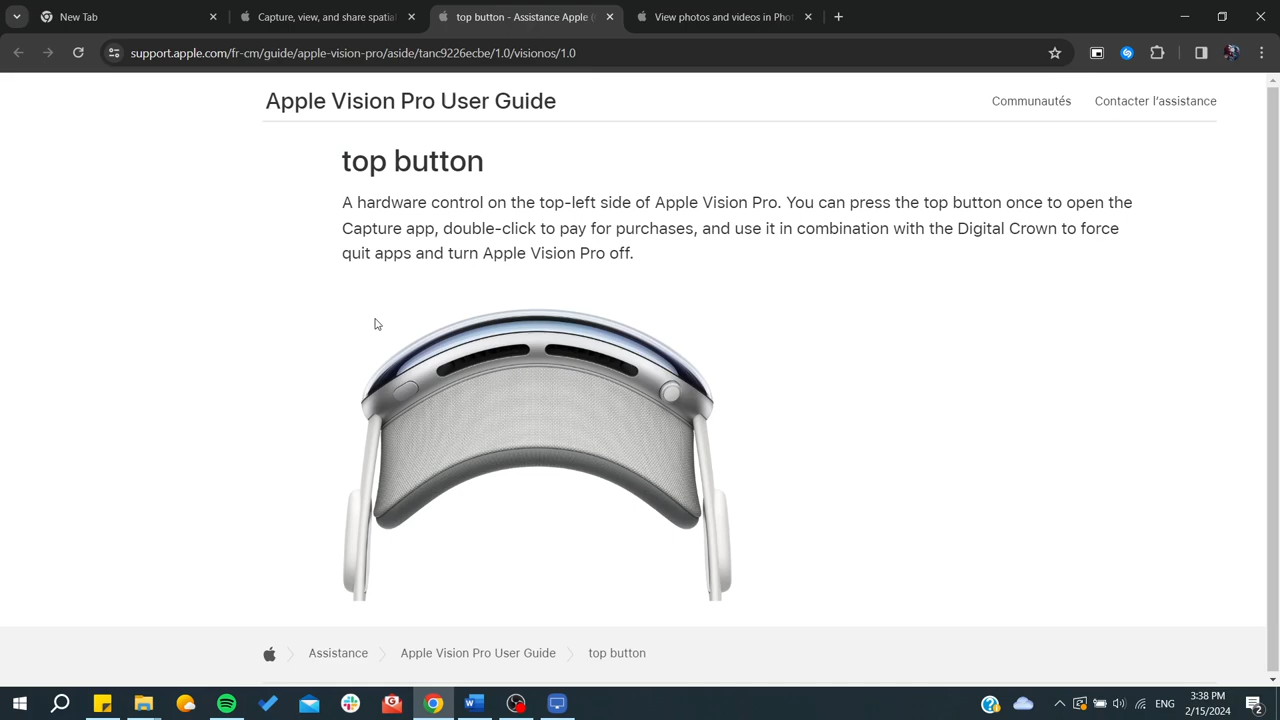 New Tab
Capture, view, and share spatial
top button - Assistance Apple (
View photos and videos in Phot
support.apple.com/fr-cm/guide/apple-vision-pro/aside/tanc9226ecbe/1.0/visionos/1.0
Apple Vision Pro User Guide
Communautés
Contacter l'assistance
top button
A hardware control on the top-left side of Apple Vision Pro. You can press the top button once to open the
Capture app, double-click to pay for purchases, and use it in combination with the Digital Crown to force
quit apps and turn Apple Vision Pro off.
Assistance
Apple Vision Pro User Guide
top button
ENG
3:38 PM
2/15/2024
2